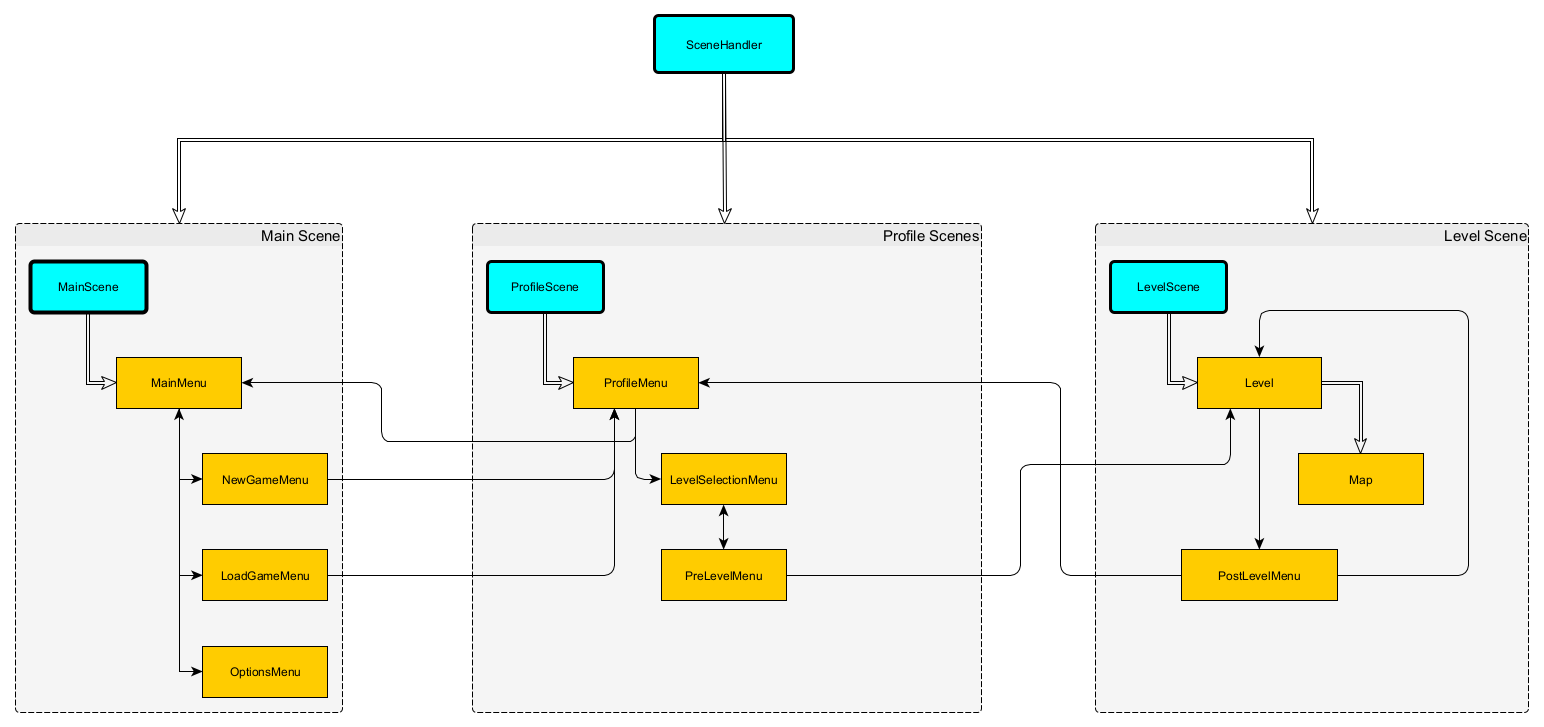 SceneHandler
Main Scene
MainScene
MainMenu
NewGameMenu
LoadGameMenu
OptionsMenu
Profile Scenes
ProfileScene
ProfileMenu
LevelSelectionMenu
PreLevelMenu
Level Scene
LevelScene
Level
Map
PostLevelMenu